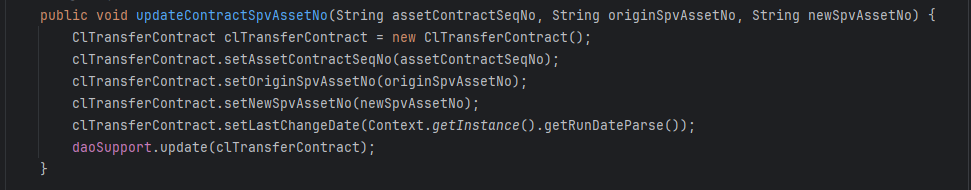 public void updateContractSpvAssetNo(String assetContractSeqNo, String originSpvAssetNo, String newSpvAssetNo) {
    ClTransferContract clTransferContract = new ClTransferContract();
    clTransferContract.setAssetContractSeqNo(assetContractSeqNo);
    clTransferContract.setOriginSpvAssetNo(originSpvAssetNo);
    clTransferContract.setNewSpvAssetNo(newSpvAssetNo);
    clTransferContract.setLastChangeDate(Context.getInstance().getRunDateParse());
    daoSupport.update(clTransferContract);
}